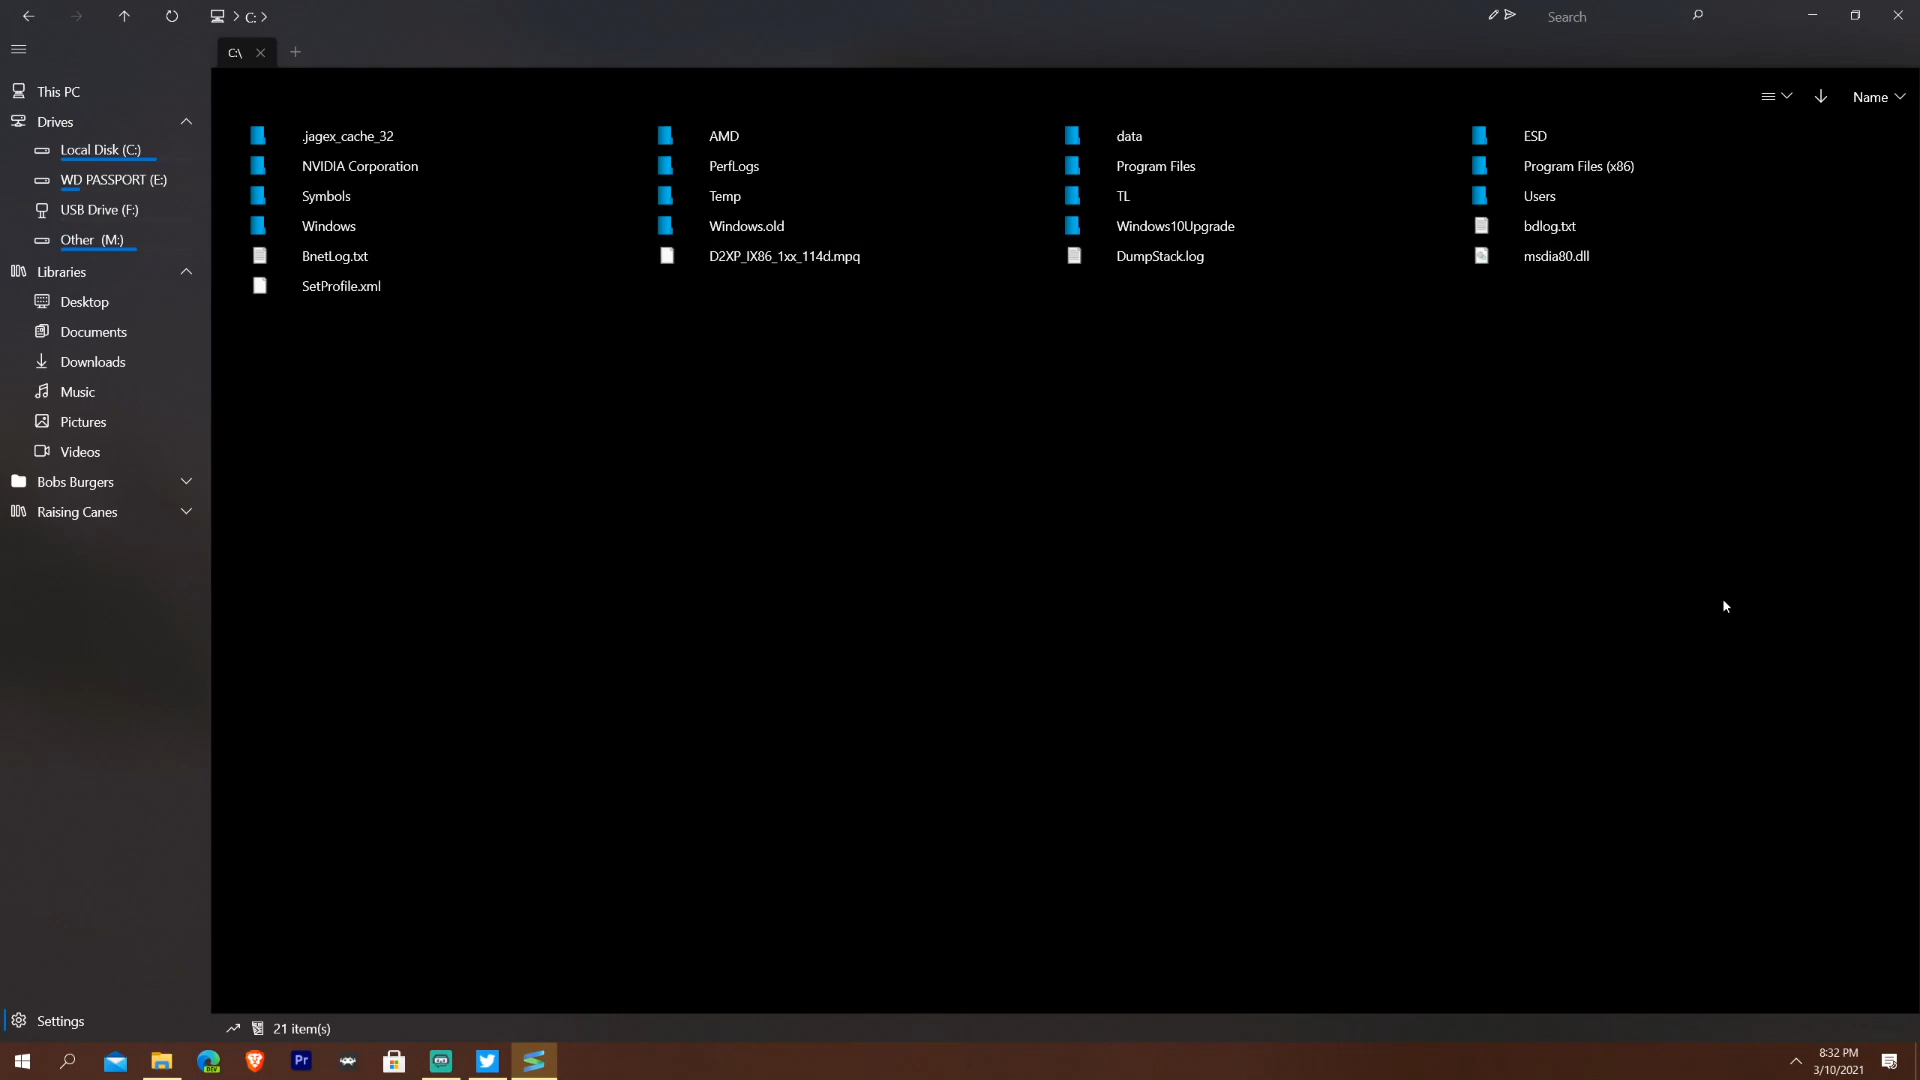 C:
Search
C:\
This PC
Name
Drives
.jagex_cache_32 AMD data ESD
Local Disk (C:)
NVIDIA Corporation PerfLogs Program Files Program Files (x86)
WD PASSPORT (E:)
Symbols Temp TL Users
USB Drive (F:)
Windows Windows.old Windows10Upgrade bdlog.txt
Other (M:)
BnetLog.txt D2XP_IX86_1xx_114d.mpq DumpStack.log msdia80.dll
Libraries
SetProfile.xml
Desktop
Documents
Downloads
Music
Pictures
Videos
Bobs Burgers
Raising Canes
Settings
21 item(s)
DEV
Pr
8:32 PM
3/10/2021